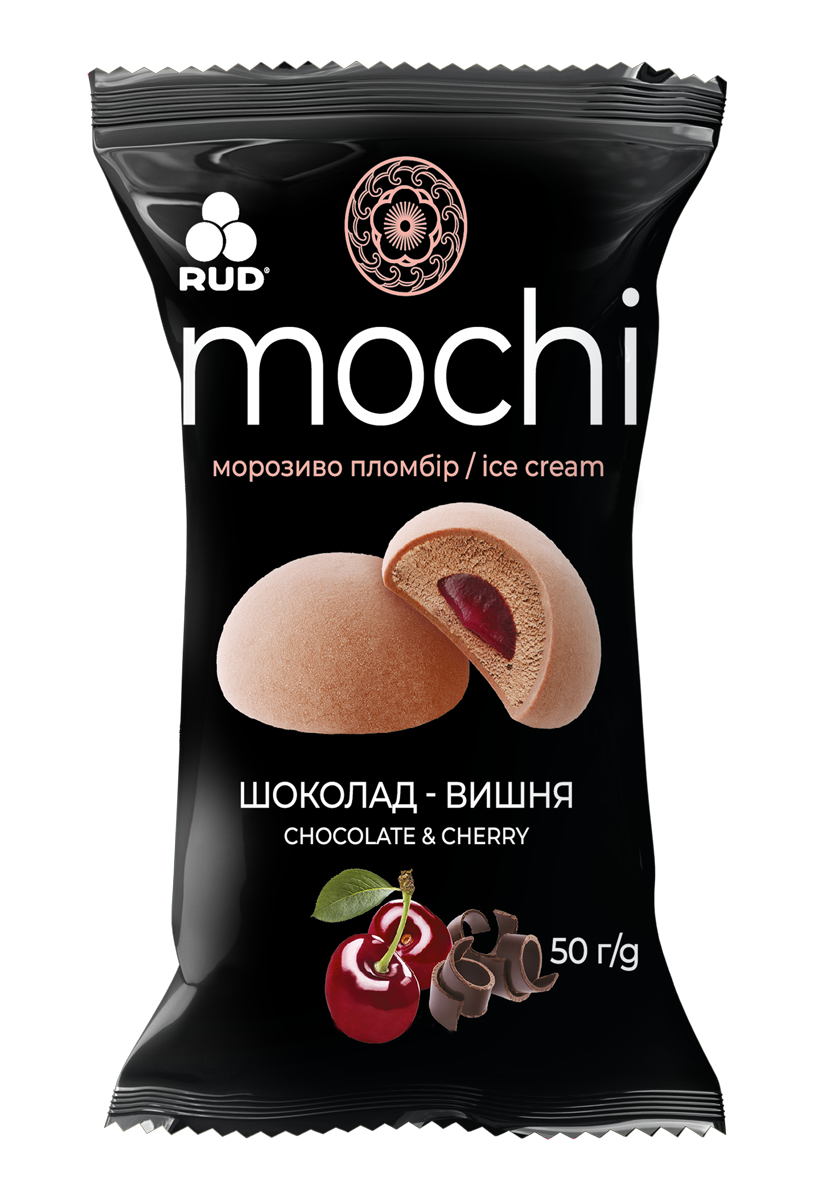 RUD®
mochi
морозиво пломбір / ice cream
ШОКОЛАД - ВИШНЯ
CHOCOLATE & CHERRY
50 г/g